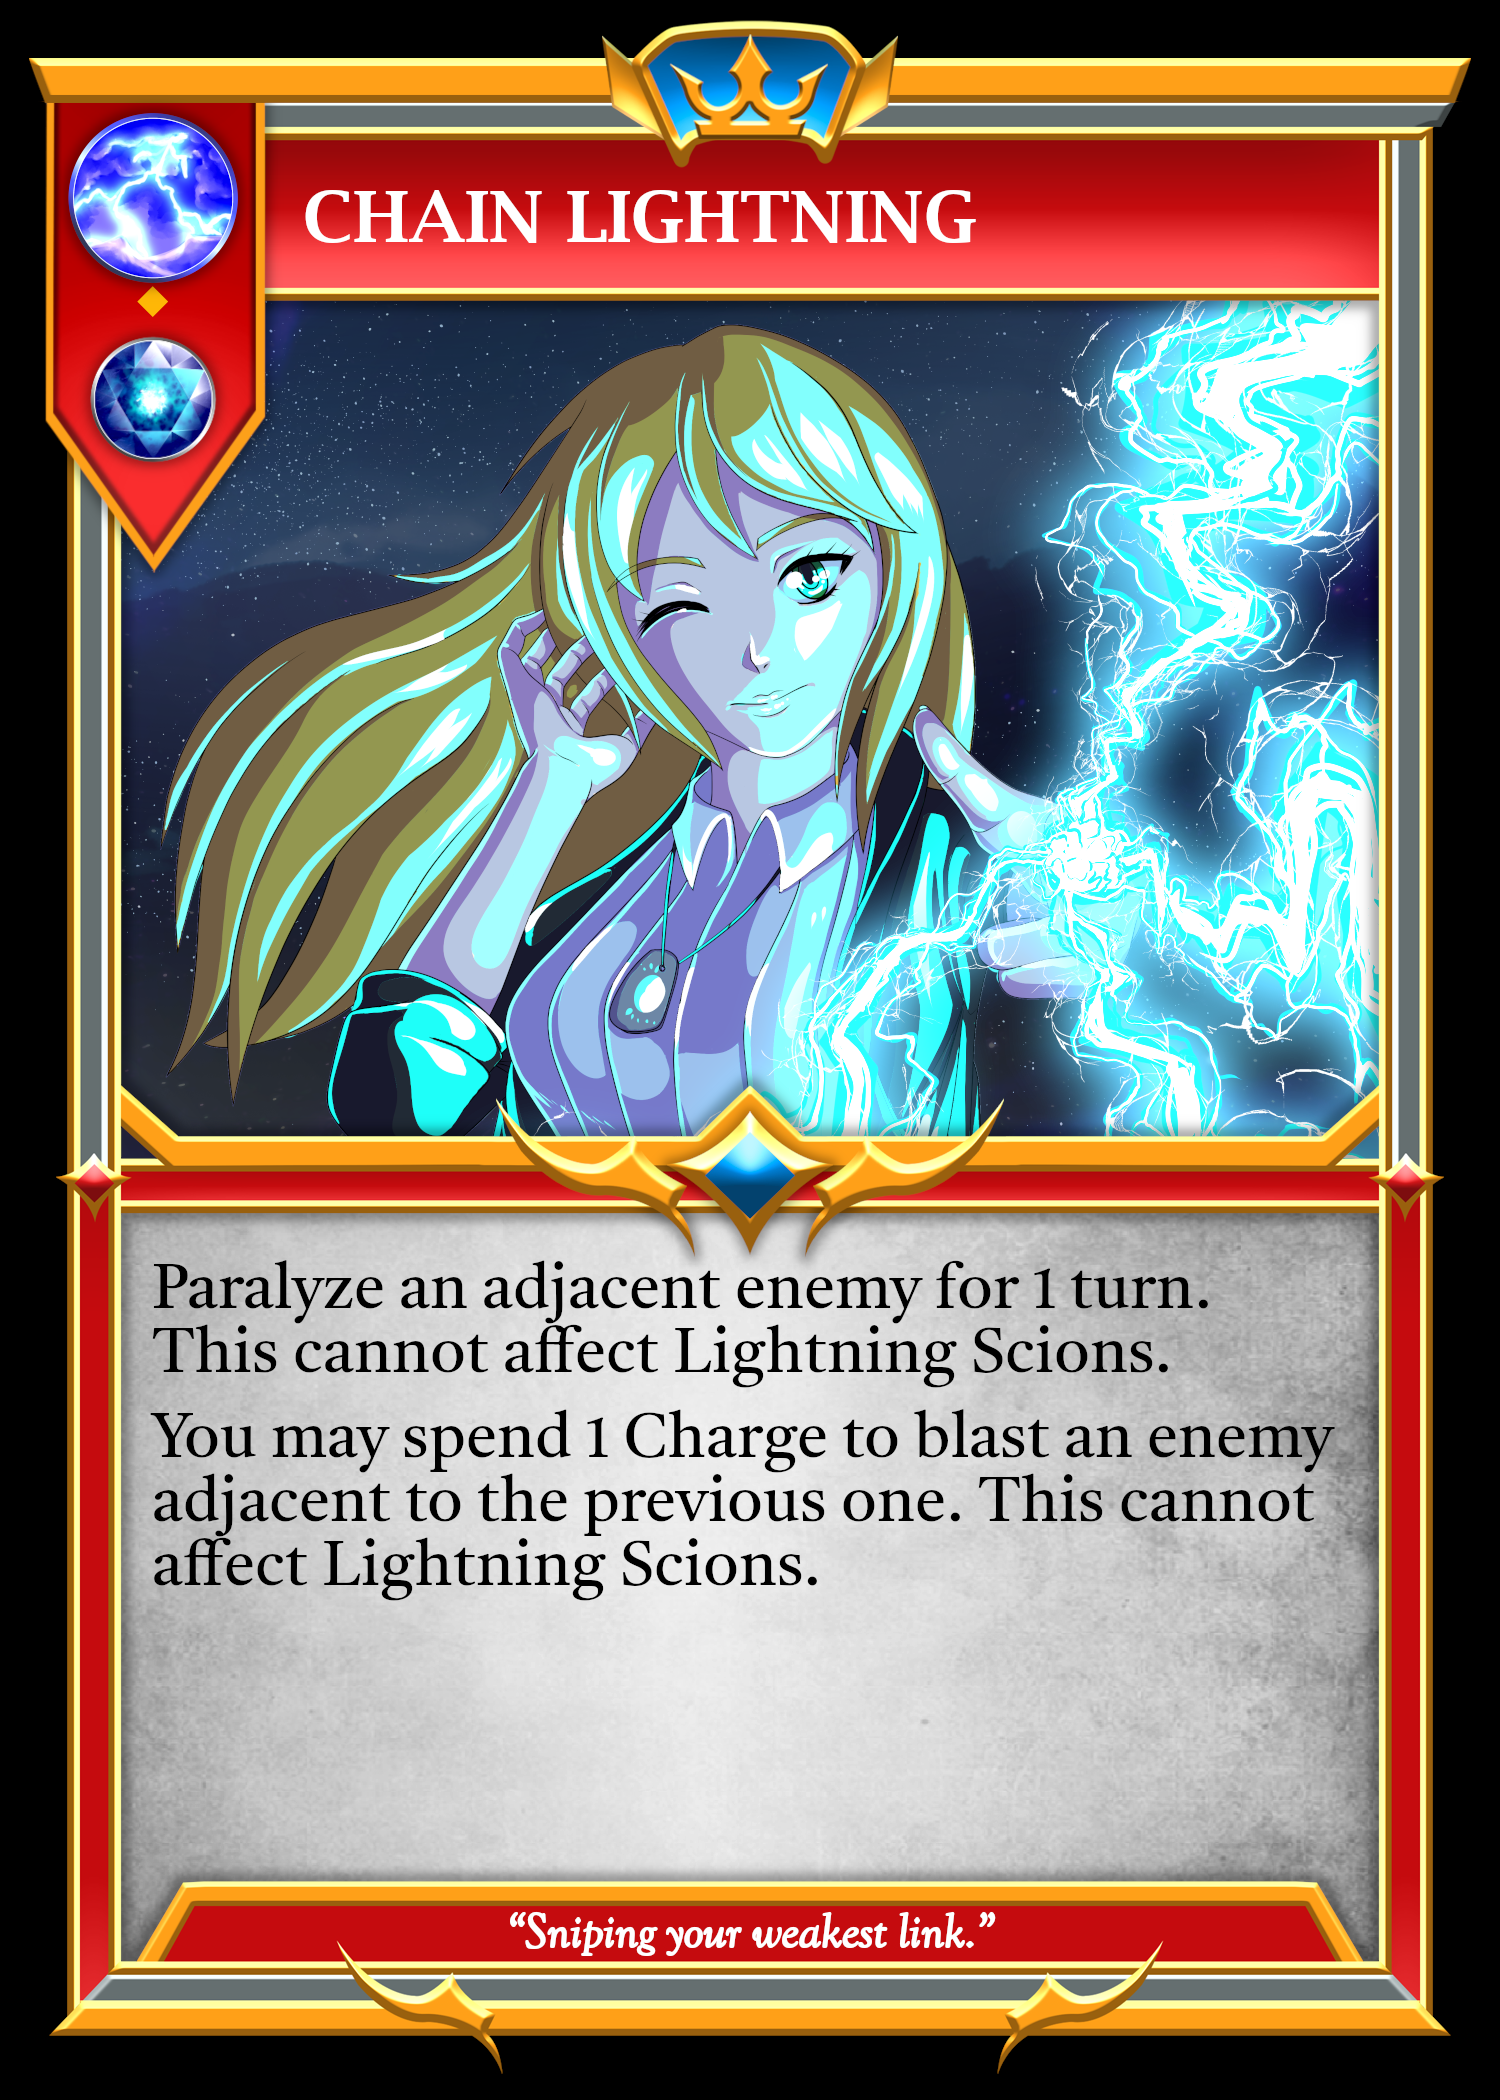 CHAIN LIGHTNING
Paralyze an adjacent enemy for 1 turn.
This cannot affect Lightning Scions.
You may spend 1 Charge to blast an enemy
adjacent to the previous one. This cannot
affect Lightning Scions.
“Sniping your weakest link.”